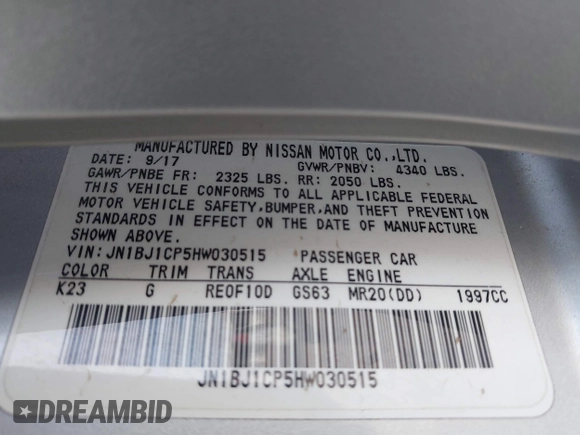 MANUFACTURED BY NISSAN MOTOR CO.,LTD.
DATE: 9/17 GVWR/PNBV: 4340 LBS.
GAWR/PNBE FR: 2325 LBS. RR: 2050 LBS.
THIS VEHICLE CONFORMS TO ALL APPLICABLE FEDERAL
MOTOR VEHICLE SAFETY,BUMPER,AND THEFT PREVENTION
STANDARDS IN EFFECT ON THE DATE OF MANUFACTURE
SHOWN ABOVE.
VIN:JN1BJ1CP5HW030515 PASSENGER CAR
COLOR TRIM TRANS AXLE ENGINE
K23 G RE0F10D GS63 MR20(DD) 1997CC
JN1BJ1CP5HW030515
DREAMBID